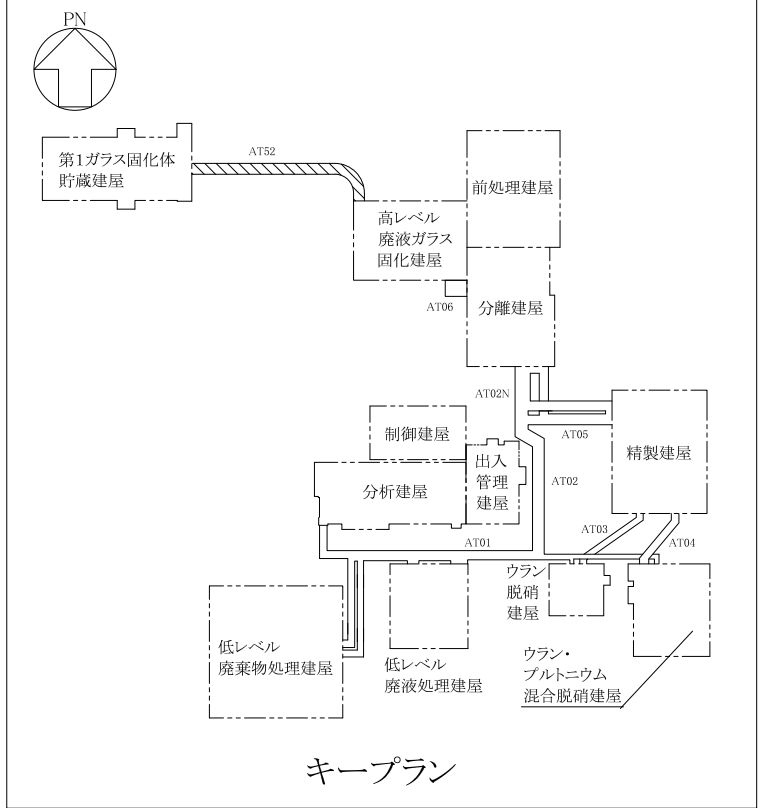 PN
第1ガラス固化体
貯蔵建屋
AT52
前処理建屋
高レベル
廃液ガラス
固化建屋
AT06
分離建屋
AT02N
制御建屋
AT05
精製建屋
出入
管理
建屋
分析建屋
AT02
AT03
AT01
AT04
ウラン
脱硝
建屋
低レベル
廃棄物処理建屋
低レベル
廃液処理建屋
ウラン・
プルトニウム
混合脱硝建屋
キープラン